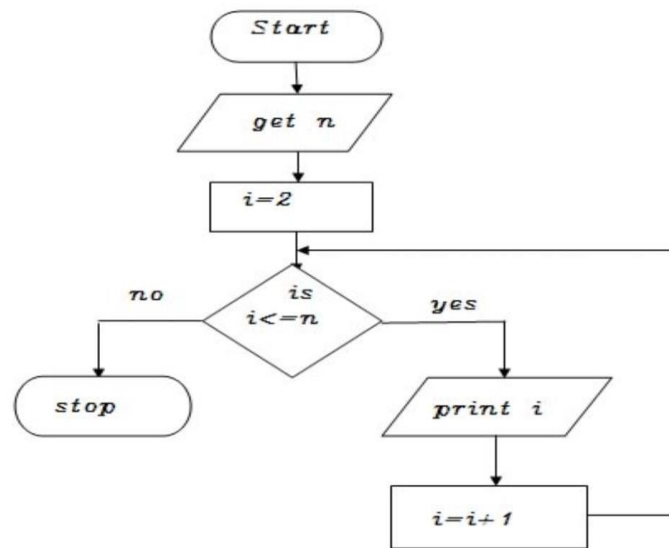 Start
get n
i=2
is
i<=n
no
yes
stop
print i
i=i+1